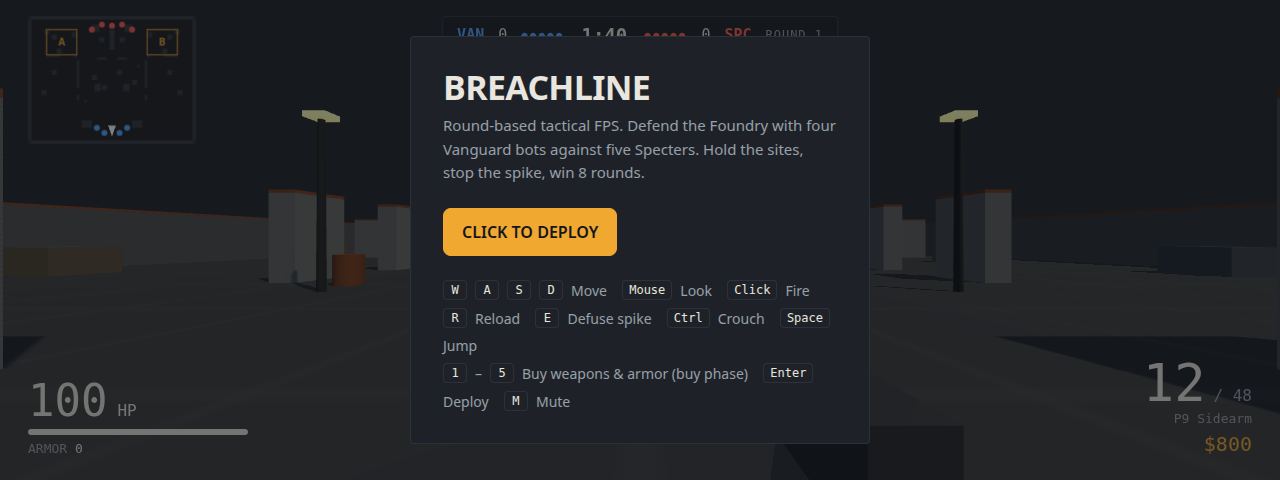 A B
VAN 0 1:40 0 SPC ROUND 1
BREACHLINE
Round-based tactical FPS. Defend the Foundry with four
Vanguard bots against five Specters. Hold the sites,
stop the spike, win 8 rounds.
CLICK TO DEPLOY
W A S D Move Mouse Look Click Fire
R Reload E Defuse spike Ctrl Crouch Space
Jump
1 – 5 Buy weapons & armor (buy phase) Enter
Deploy M Mute
100 HP
ARMOR 0
12 / 48
P9 Sidearm
$800